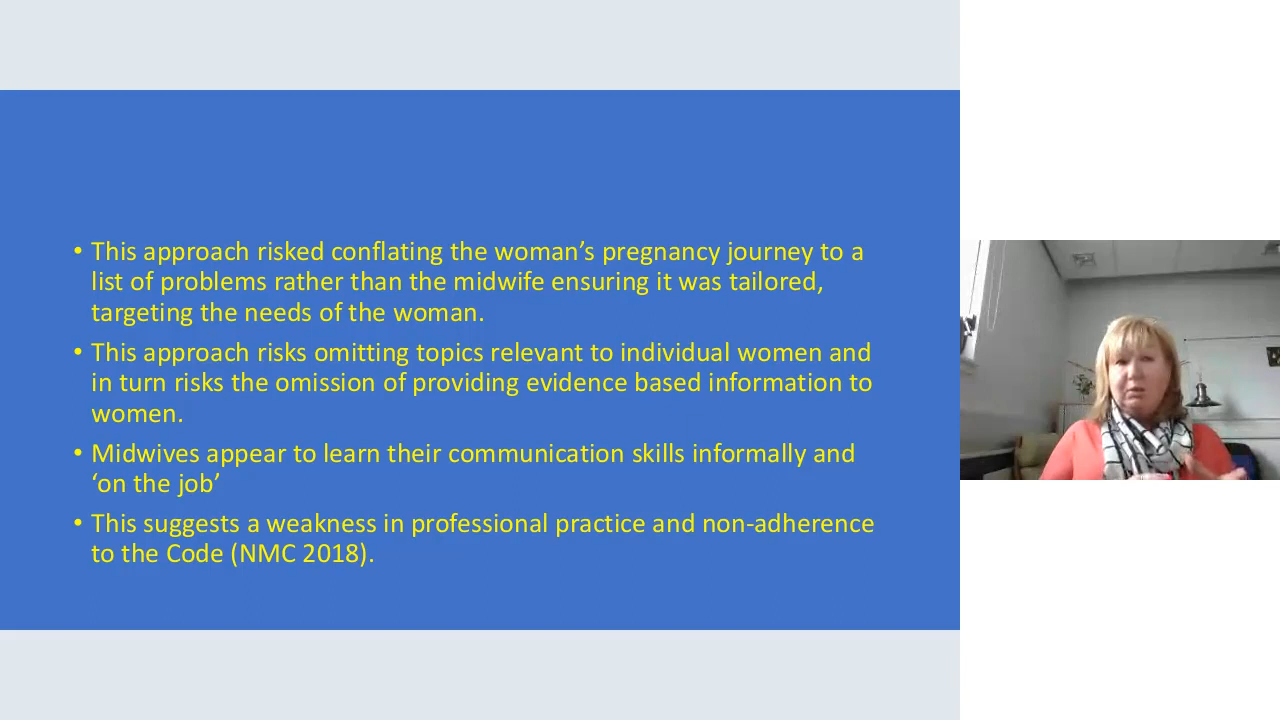 • This approach risked conflating the woman’s pregnancy journey to a
list of problems rather than the midwife ensuring it was tailored,
targeting the needs of the woman.
• This approach risks omitting topics relevant to individual women and
in turn risks the omission of providing evidence based information to
women.
• Midwives appear to learn their communication skills informally and
‘on the job’
• This suggests a weakness in professional practice and non-adherence
to the Code (NMC 2018).